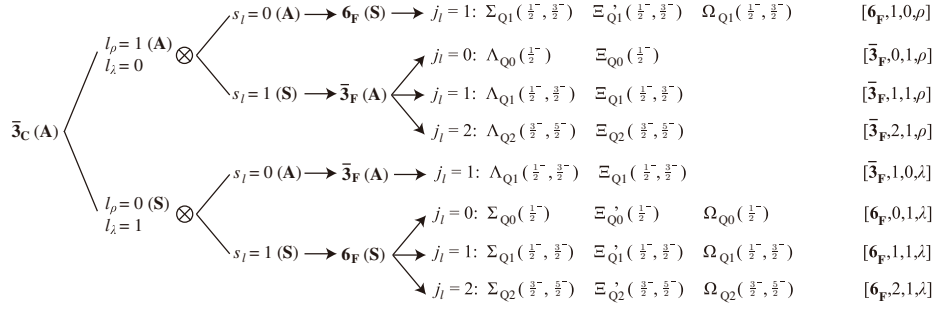 s_l = 0 (A) → 6_F (S) → j_l = 1: Σ_Q1(1/2⁻, 3/2⁻) Ξ'_Q1(1/2⁻, 3/2⁻) Ω_Q1(1/2⁻, 3/2⁻) [6_F,1,0,ρ]
l_ρ = 1 (A)
l_λ = 0 ⊗
j_l = 0: Λ_Q0(1/2⁻) Ξ_Q0(1/2⁻) [3̄_F,0,1,ρ]
s_l = 1 (S) → 3̄_F (A) j_l = 1: Λ_Q1(1/2⁻, 3/2⁻) Ξ_Q1(1/2⁻, 3/2⁻) [3̄_F,1,1,ρ]
j_l = 2: Λ_Q2(3/2⁻, 5/2⁻) Ξ_Q2(3/2⁻, 5/2⁻) [3̄_F,2,1,ρ]
3̄_C (A)
s_l = 0 (A) → 3̄_F (A) → j_l = 1: Λ_Q1(1/2⁻, 3/2⁻) Ξ_Q1(1/2⁻, 3/2⁻) [3̄_F,1,0,λ]
l_ρ = 0 (S)
l_λ = 1 ⊗
j_l = 0: Σ_Q0(1/2⁻) Ξ'_Q0(1/2⁻) Ω_Q0(1/2⁻) [6_F,0,1,λ]
s_l = 1 (S) → 6_F (S) j_l = 1: Σ_Q1(1/2⁻, 3/2⁻) Ξ'_Q1(1/2⁻, 3/2⁻) Ω_Q1(1/2⁻, 3/2⁻) [6_F,1,1,λ]
j_l = 2: Σ_Q2(3/2⁻, 5/2⁻) Ξ'_Q2(3/2⁻, 5/2⁻) Ω_Q2(3/2⁻, 5/2⁻) [6_F,2,1,λ]